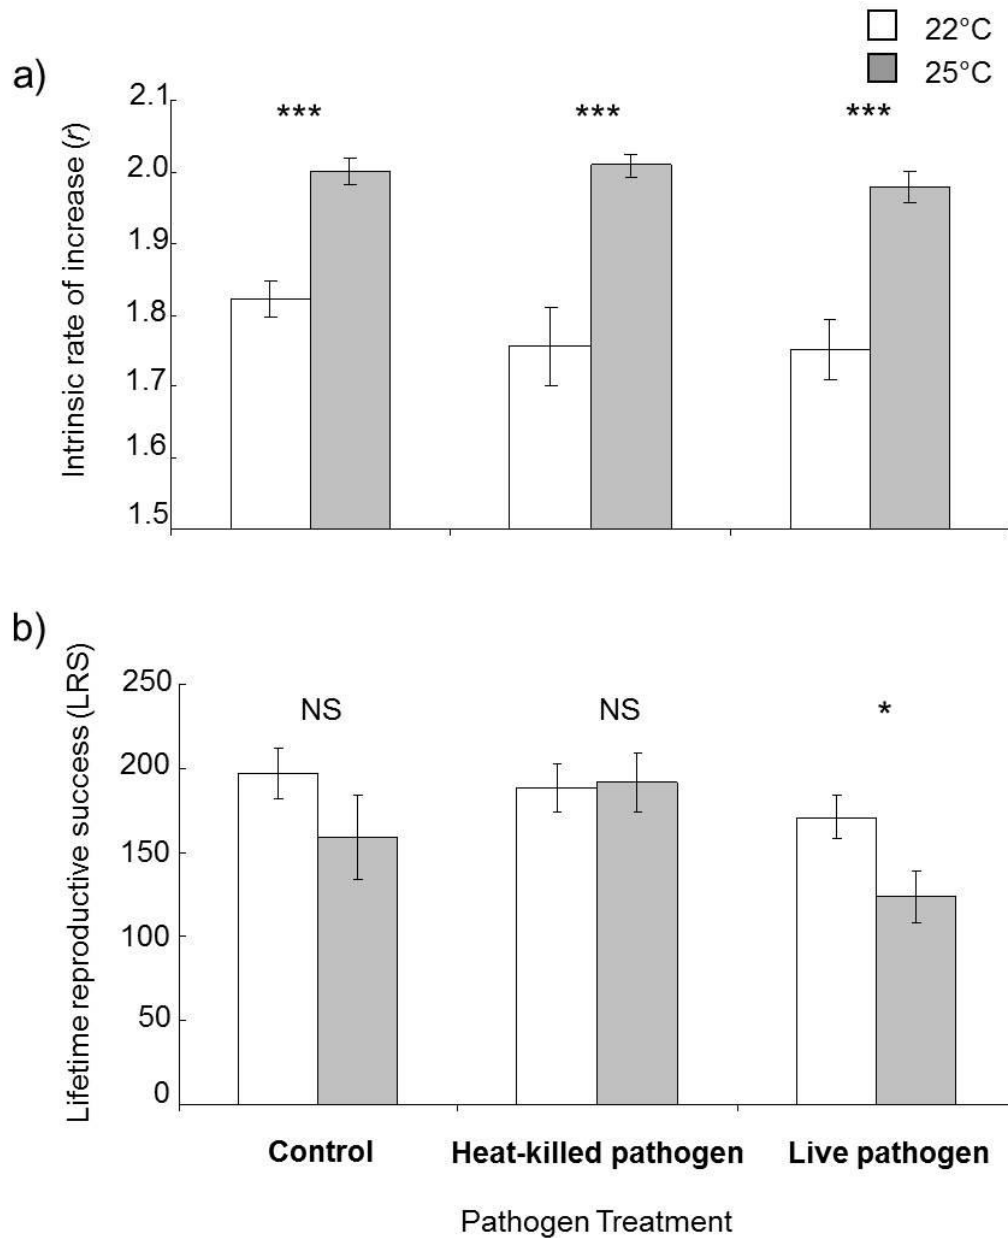 22°C
25°C
a)
Intrinsic rate of increase (r)
2.1
2.0
1.9
1.8
1.7
1.6
1.5
*** *** ***
b)
Lifetime reproductive success (LRS)
250
200
150
100
50
0
NS NS *
Control Heat-killed pathogen Live pathogen
Pathogen Treatment